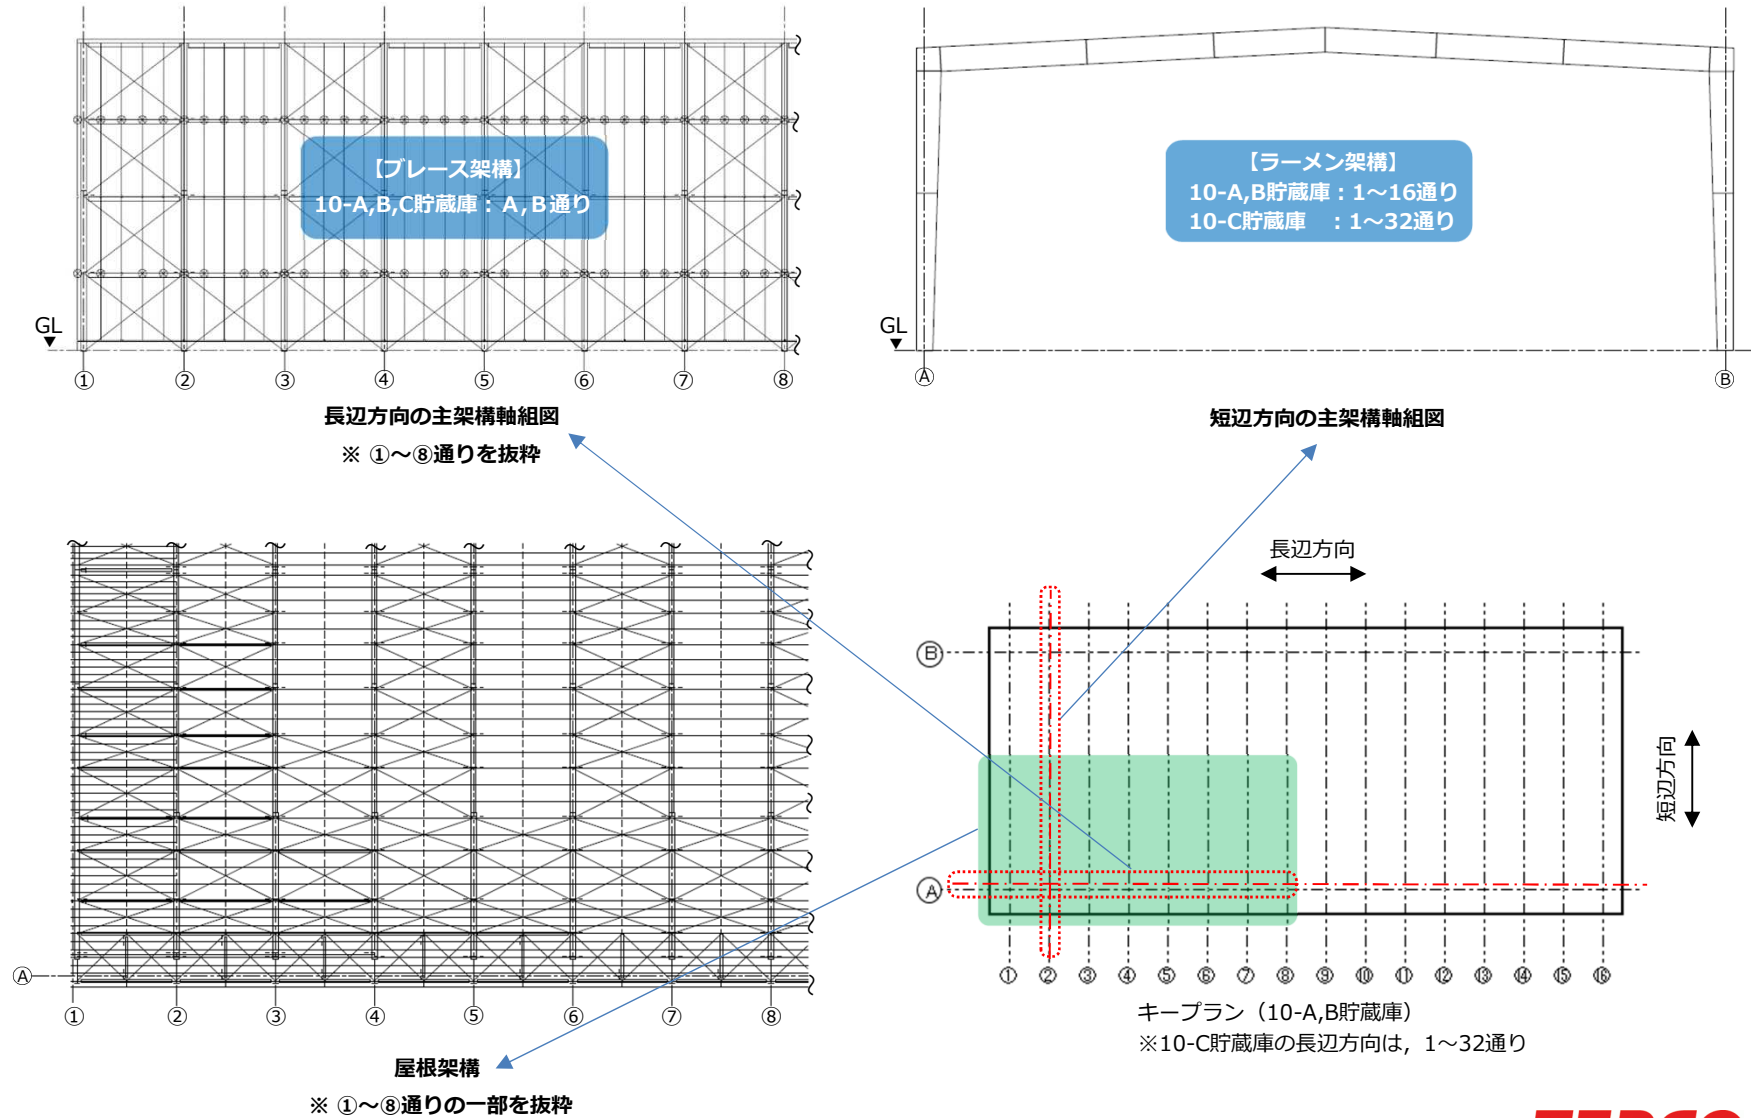 【ブレース架構】
10-A,B,C貯蔵庫：A,B通り
GL
① ② ③ ④ ⑤ ⑥ ⑦ ⑧
長辺方向の主架構軸組図
※ ①～⑧通りを抜粋
【ラーメン架構】
10-A,B貯蔵庫：1～16通り
10-C貯蔵庫　：1～32通り
GL
Ⓐ Ⓑ
短辺方向の主架構軸組図
Ⓐ
① ② ③ ④ ⑤ ⑥ ⑦ ⑧
屋根架構
※ ①～⑧通りの一部を抜粋
長辺方向
Ⓑ
短辺方向
Ⓐ
① ② ③ ④ ⑤ ⑥ ⑦ ⑧ ⑨ ⑩ ⑪ ⑫ ⑬ ⑭ ⑮ ⑯
キープラン（10-A,B貯蔵庫）
※10-C貯蔵庫の長辺方向は，1～32通り